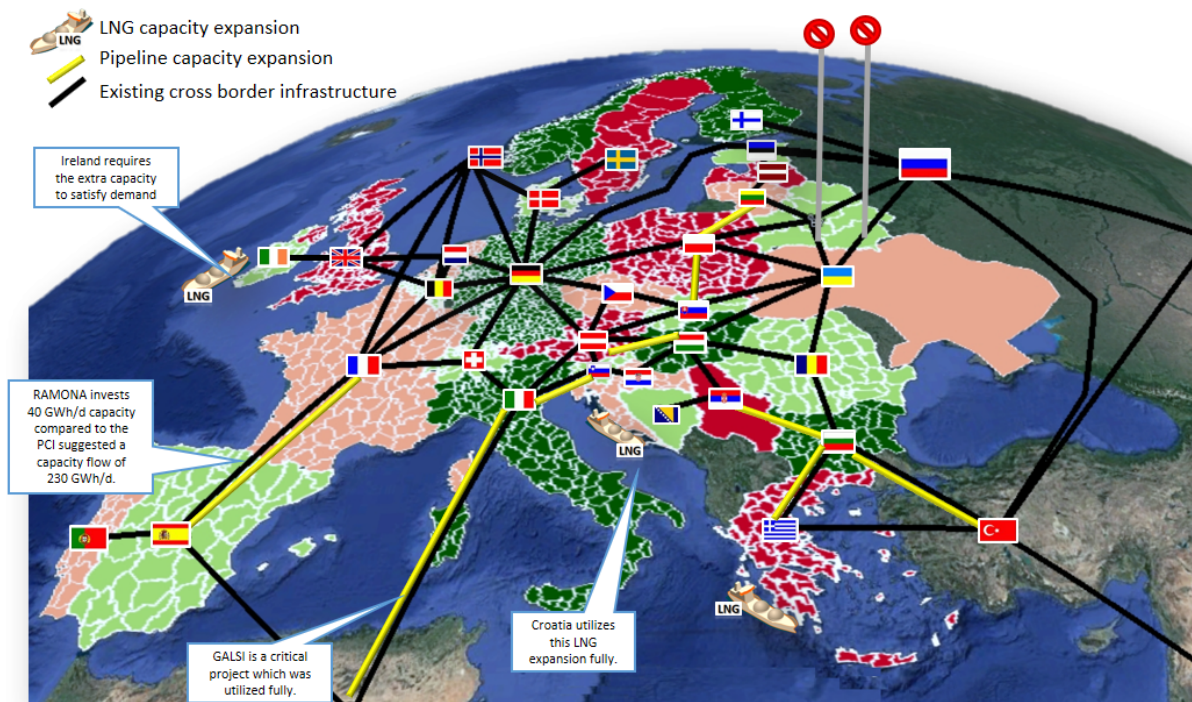 LNG
LNG capacity expansion
Pipeline capacity expansion
Existing cross border infrastructure
Ireland requires
the extra capacity
to satisfy demand
LNG
RAMONA invests
40 GWh/d capacity
compared to the
PCI suggested a
capacity flow of
230 GWh/d.
LNG
LNG
GALSI is a critical
project which was
utilized fully.
Croatia utilizes
this LNG
expansion fully.